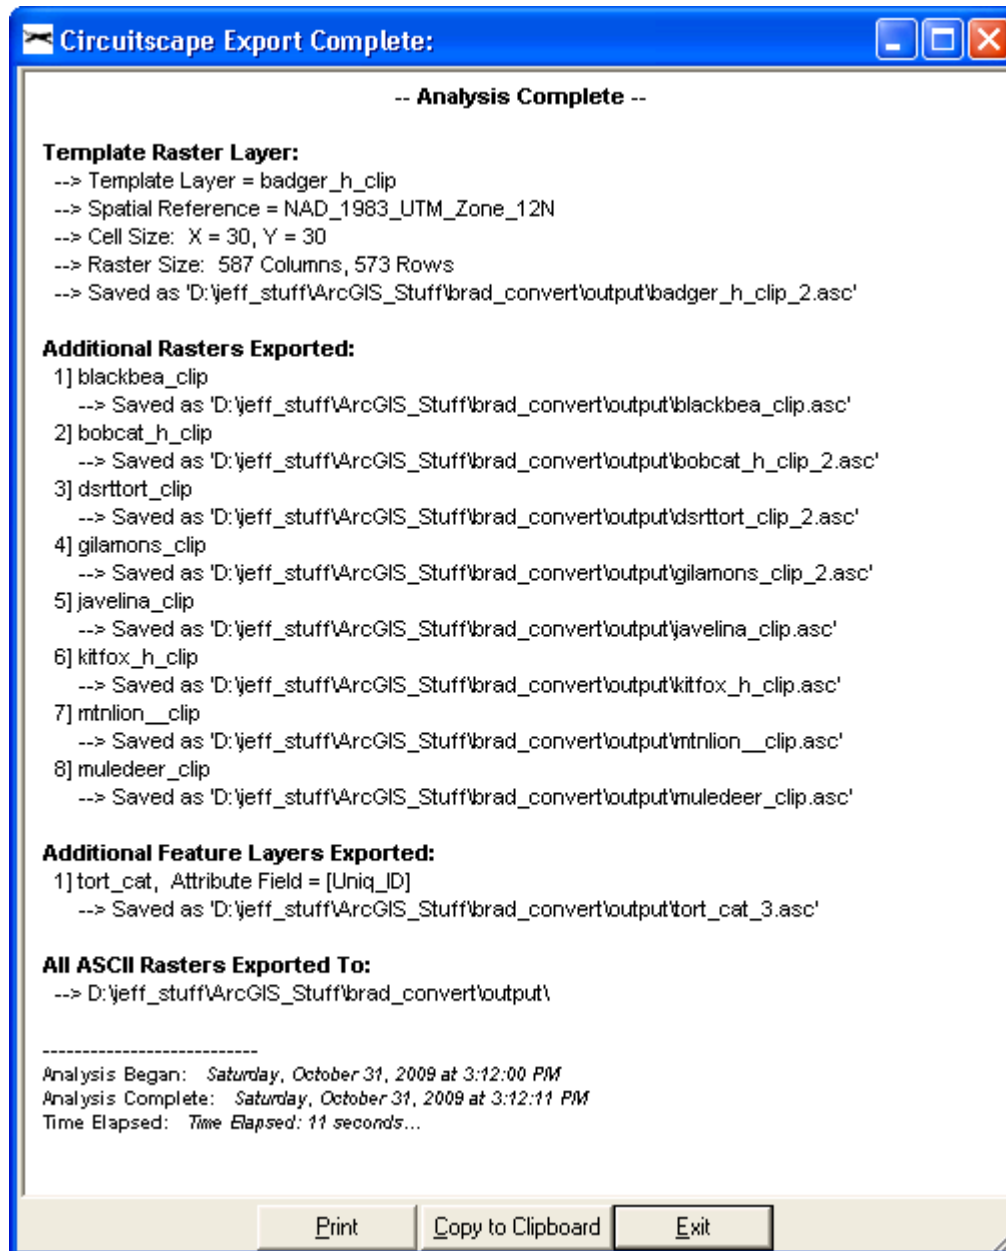 Circuitscape Export Complete:
-- Analysis Complete --
Template Raster Layer:
--> Template Layer = badger_h_clip
--> Spatial Reference = NAD_1983_UTM_Zone_12N
--> Cell Size:  X = 30, Y = 30
--> Raster Size:  587 Columns, 573 Rows
--> Saved as 'D:\jeff_stuff\ArcGIS_Stuff\brad_convert\output\badger_h_clip_2.asc'
Additional Rasters Exported:
1] blackbea_clip
--> Saved as 'D:\jeff_stuff\ArcGIS_Stuff\brad_convert\output\blackbea_clip.asc'
2] bobcat_h_clip
--> Saved as 'D:\jeff_stuff\ArcGIS_Stuff\brad_convert\output\bobcat_h_clip_2.asc'
3] dsrttort_clip
--> Saved as 'D:\jeff_stuff\ArcGIS_Stuff\brad_convert\output\dsrttort_clip_2.asc'
4] gilamons_clip
--> Saved as 'D:\jeff_stuff\ArcGIS_Stuff\brad_convert\output\gilamons_clip_2.asc'
5] javelina_clip
--> Saved as 'D:\jeff_stuff\ArcGIS_Stuff\brad_convert\output\javelina_clip.asc'
6] kitfox_h_clip
--> Saved as 'D:\jeff_stuff\ArcGIS_Stuff\brad_convert\output\kitfox_h_clip.asc'
7] mtnlion__clip
--> Saved as 'D:\jeff_stuff\ArcGIS_Stuff\brad_convert\output\mtnlion__clip.asc'
8] muledeer_clip
--> Saved as 'D:\jeff_stuff\ArcGIS_Stuff\brad_convert\output\muledeer_clip.asc'
Additional Feature Layers Exported:
1] tort_cat,  Attribute Field = [Uniq_ID]
--> Saved as 'D:\jeff_stuff\ArcGIS_Stuff\brad_convert\output\tort_cat_3.asc'
All ASCII Rasters Exported To:
--> D:\jeff_stuff\ArcGIS_Stuff\brad_convert\output\
---------------------------
Analysis Began:   Saturday, October 31, 2009 at 3:12:00 PM
Analysis Complete:   Saturday, October 31, 2009 at 3:12:11 PM
Time Elapsed:   Time Elapsed: 11 seconds...
Print Copy to Clipboard Exit